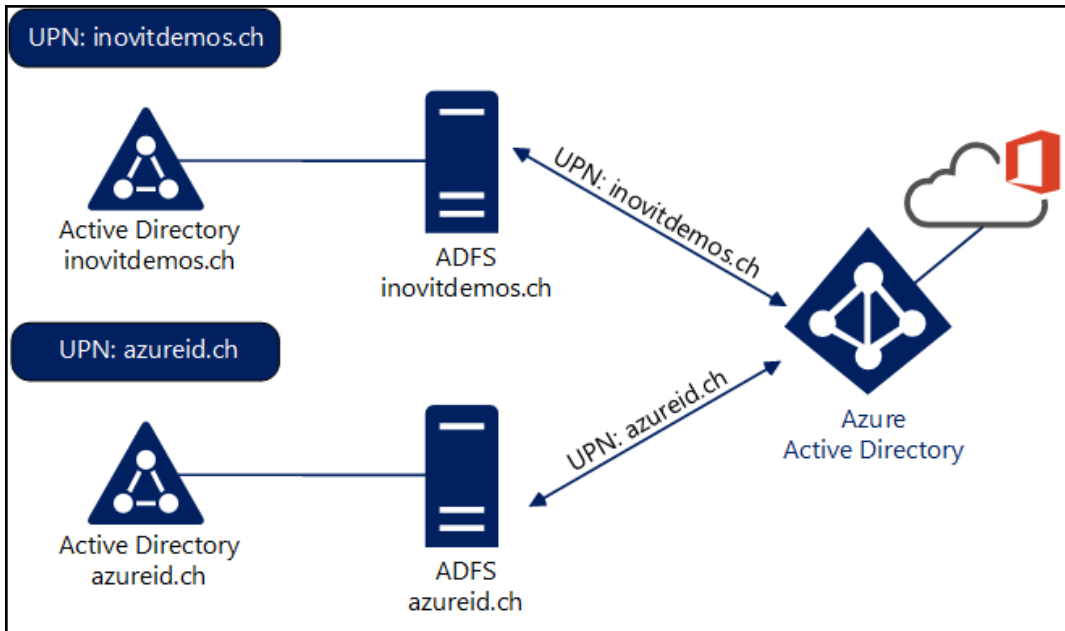 UPN: inovitdemos.ch
Active Directory
inovitdemos.ch
ADFS
inovitdemos.ch
UPN: inovitdemos.ch
UPN: azureid.ch
Active Directory
azureid.ch
ADFS
azureid.ch
UPN: azureid.ch
Azure
Active Directory